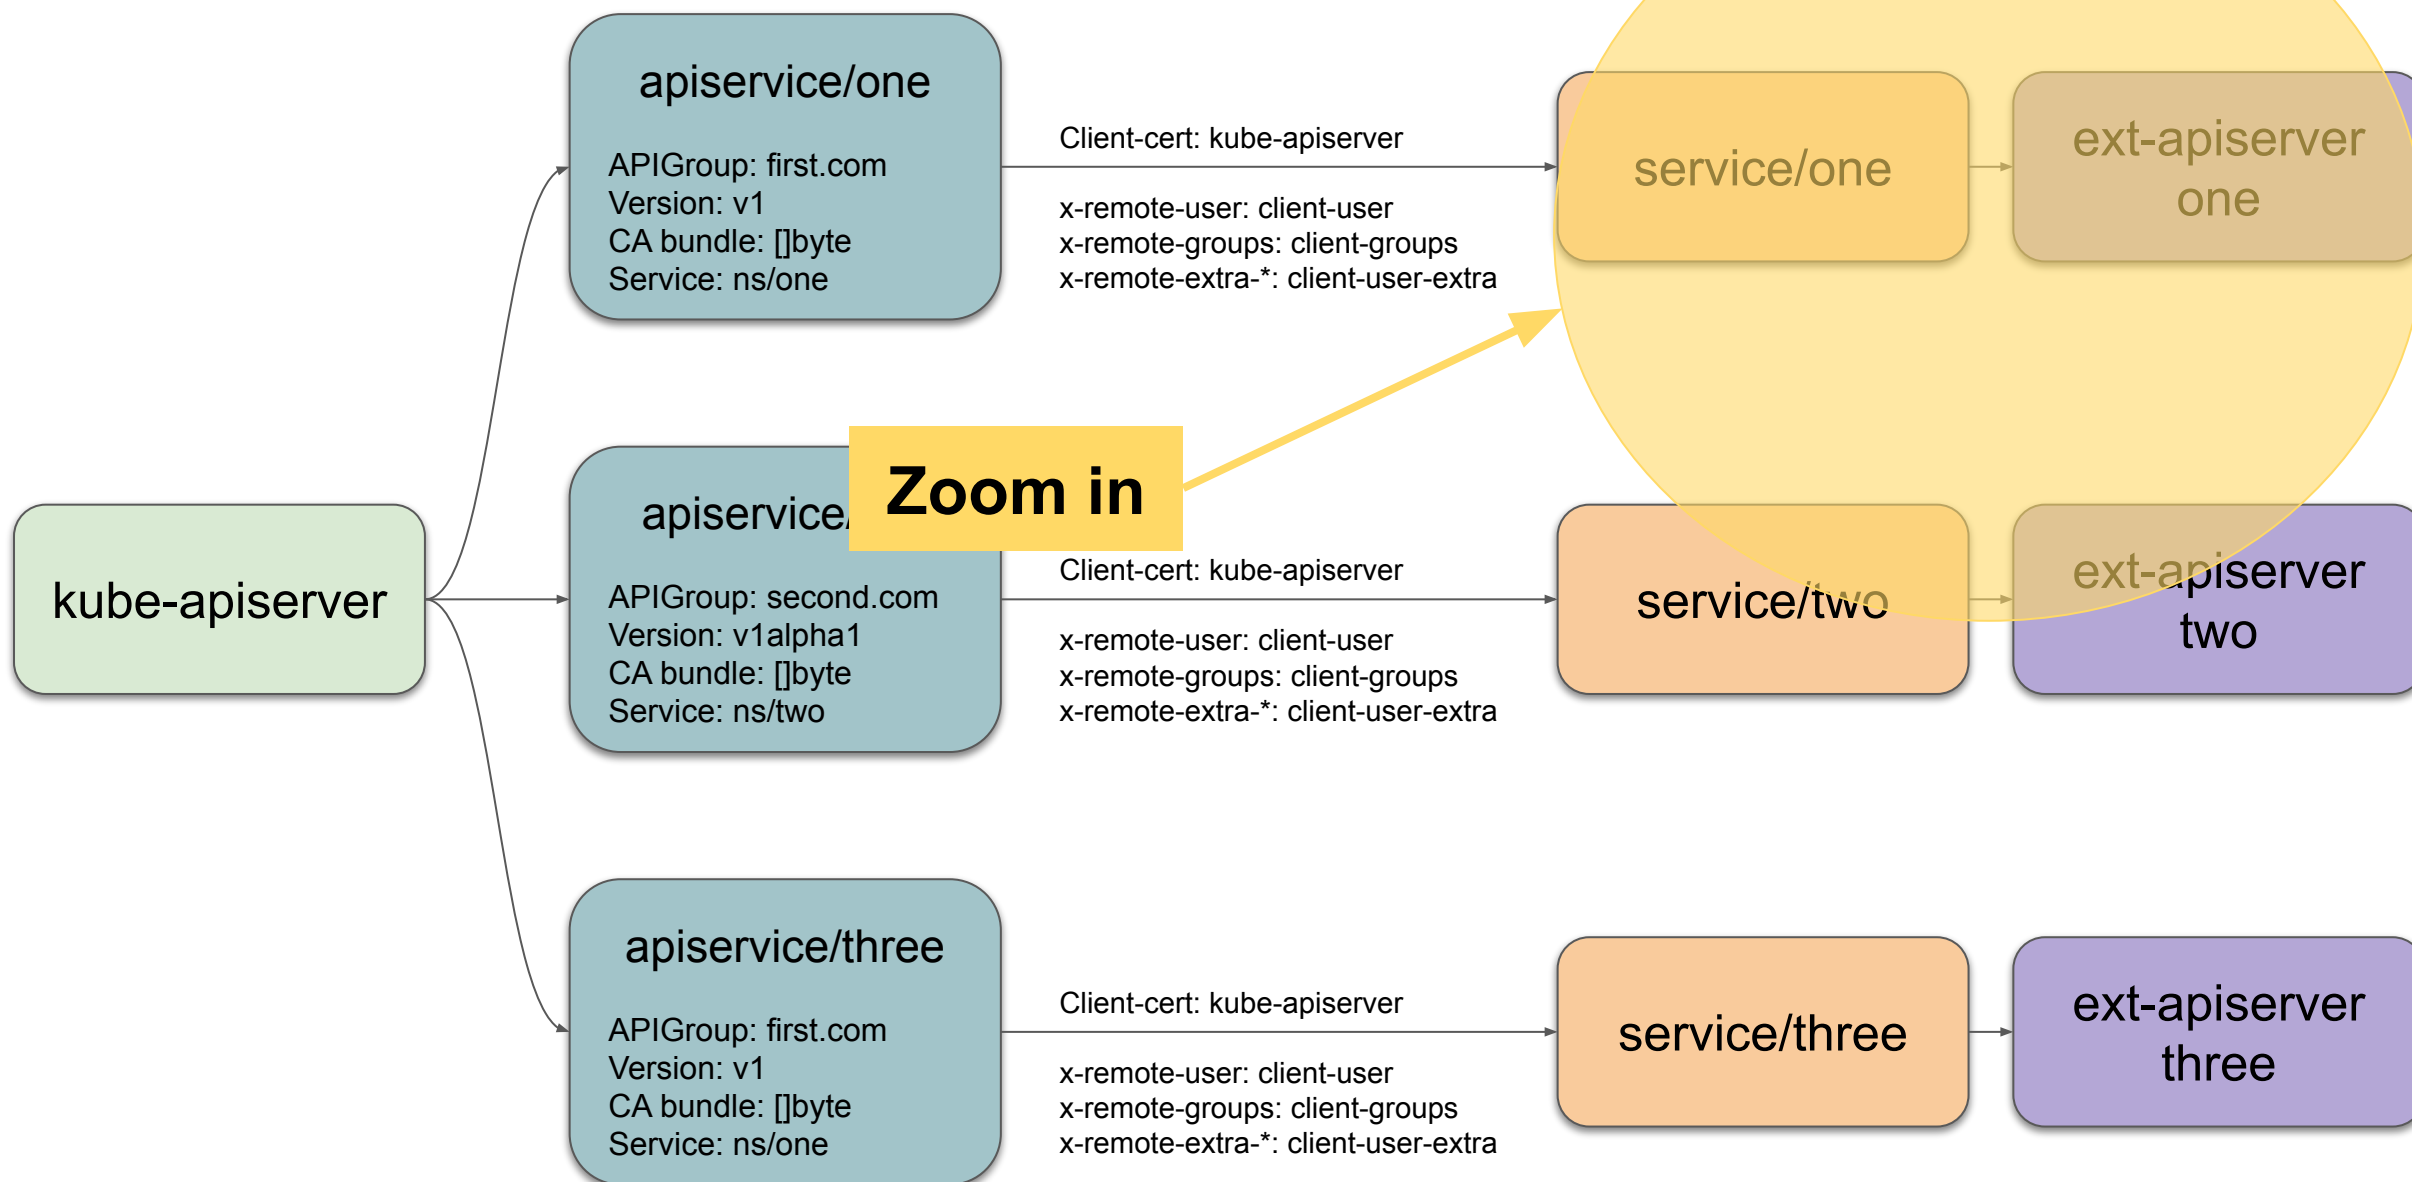 apiservice/one
APIGroup: first.com
Version: v1
CA bundle: []byte
Service: ns/one
Client-cert: kube-apiserver
x-remote-user: client-user
x-remote-groups: client-groups
x-remote-extra-*: client-user-extra
service/one
ext-apiserver
one
Zoom in
kube-apiserver
apiservice/
APIGroup: second.com
Version: v1alpha1
CA bundle: []byte
Service: ns/two
Client-cert: kube-apiserver
x-remote-user: client-user
x-remote-groups: client-groups
x-remote-extra-*: client-user-extra
service/two
ext-apiserver
two
apiservice/three
APIGroup: first.com
Version: v1
CA bundle: []byte
Service: ns/one
Client-cert: kube-apiserver
x-remote-user: client-user
x-remote-groups: client-groups
x-remote-extra-*: client-user-extra
service/three
ext-apiserver
three